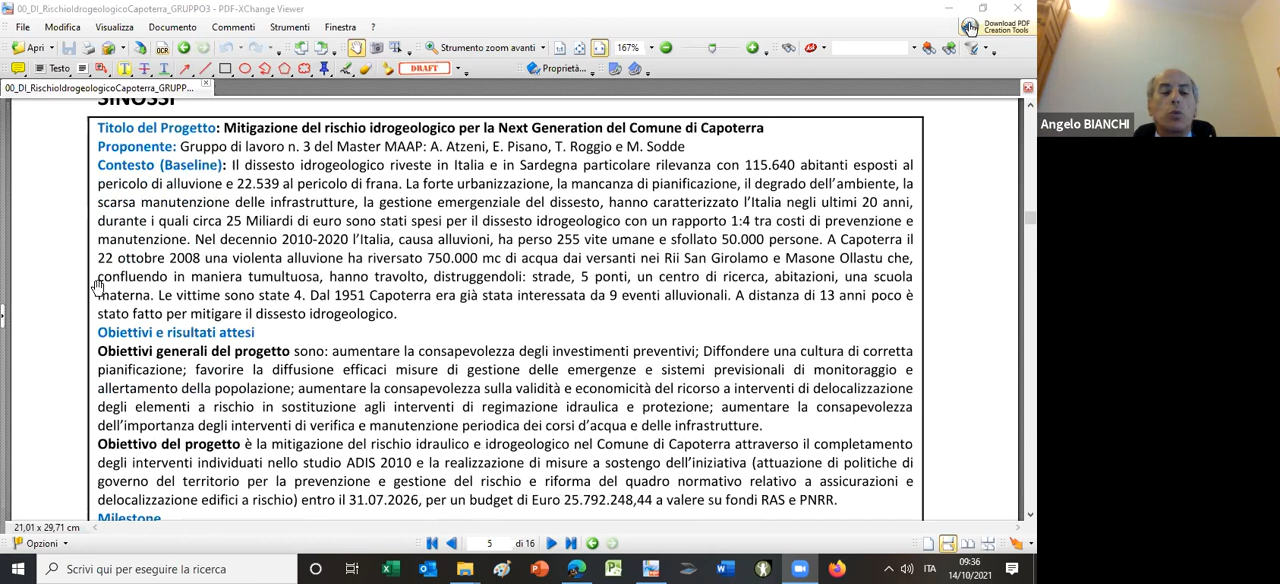 00_DI_RischioIdrogeologicoCapoterra_GRUPPO3 - PDF-XChange Viewer
File Modifica Visualizza Documento Commenti Strumenti Finestra ?
Download PDF
Creation Tools
Apri OCR Strumento zoom avanti 167%
Testo DRAFT Proprietà...
00_DI_RischioIdrogeologicoCapoterra_GRUPP...
SINOSSI
Titolo del Progetto: Mitigazione del rischio idrogeologico per la Next Generation del Comune di Capoterra
Proponente: Gruppo di lavoro n. 3 del Master MAAP: A. Atzeni, E. Pisano, T. Roggio e M. Sodde
Contesto (Baseline): Il dissesto idrogeologico riveste in Italia e in Sardegna particolare rilevanza con 115.640 abitanti esposti al
pericolo di alluvione e 22.539 al pericolo di frana. La forte urbanizzazione, la mancanza di pianificazione, il degrado dell'ambiente, la
scarsa manutenzione delle infrastrutture, la gestione emergenziale del dissesto, hanno caratterizzato l'Italia negli ultimi 20 anni,
durante i quali circa 25 Miliardi di euro sono stati spesi per il dissesto idrogeologico con un rapporto 1:4 tra costi di prevenzione e
manutenzione. Nel decennio 2010-2020 l'Italia, causa alluvioni, ha perso 255 vite umane e sfollato 50.000 persone. A Capoterra il
22 ottobre 2008 una violenta alluvione ha riversato 750.000 mc di acqua dai versanti nei Rii San Girolamo e Masone Ollastu che,
confluendo in maniera tumultuosa, hanno travolto, distruggendoli: strade, 5 ponti, un centro di ricerca, abitazioni, una scuola
materna. Le vittime sono state 4. Dal 1951 Capoterra era già stata interessata da 9 eventi alluvionali. A distanza di 13 anni poco è
stato fatto per mitigare il dissesto idrogeologico.
Obiettivi e risultati attesi
Obiettivi generali del progetto sono: aumentare la consapevolezza degli investimenti preventivi; Diffondere una cultura di corretta
pianificazione; favorire la diffusione efficaci misure di gestione delle emergenze e sistemi previsionali di monitoraggio e
allertamento della popolazione; aumentare la consapevolezza sulla validità e economicità del ricorso a interventi di delocalizzazione
degli elementi a rischio in sostituzione agli interventi di regimazione idraulica e protezione; aumentare la consapevolezza
dell'importanza degli interventi di verifica e manutenzione periodica dei corsi d'acqua e delle infrastrutture.
Obiettivo del progetto è la mitigazione del rischio idraulico e idrogeologico nel Comune di Capoterra attraverso il completamento
degli interventi individuati nello studio ADIS 2010 e la realizzazione di misure a sostegno dell'iniziativa (attuazione di politiche di
governo del territorio per la prevenzione e gestione del rischio e riforma del quadro normativo relativo a assicurazioni e
delocalizzazione edifici a rischio) entro il 31.07.2026, per un budget di Euro 25.792.248,44 a valere su fondi RAS e PNRR.
Milestone
21,01 x 29,71 cm
Opzioni 5 di 16
Scrivi qui per eseguire la ricerca
ITA
09:36
14/10/2021
Angelo BIANCHI